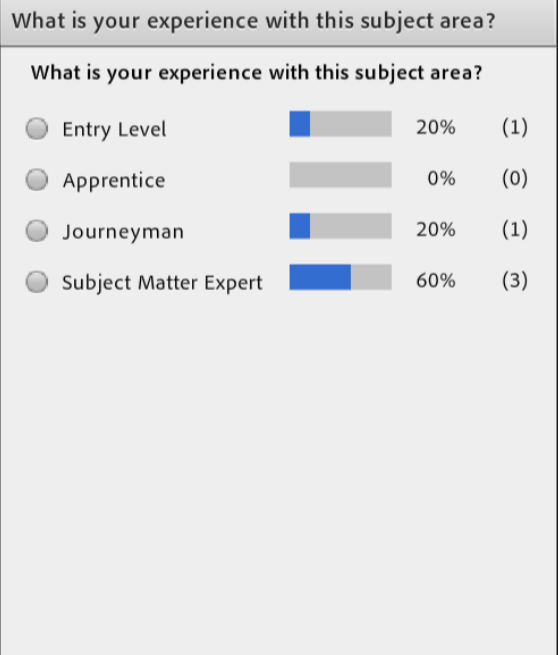 What is your experience with this subject area?
What is your experience with this subject area?
Entry Level 20% (1)
Apprentice 0% (0)
Journeyman 20% (1)
Subject Matter Expert 60% (3)